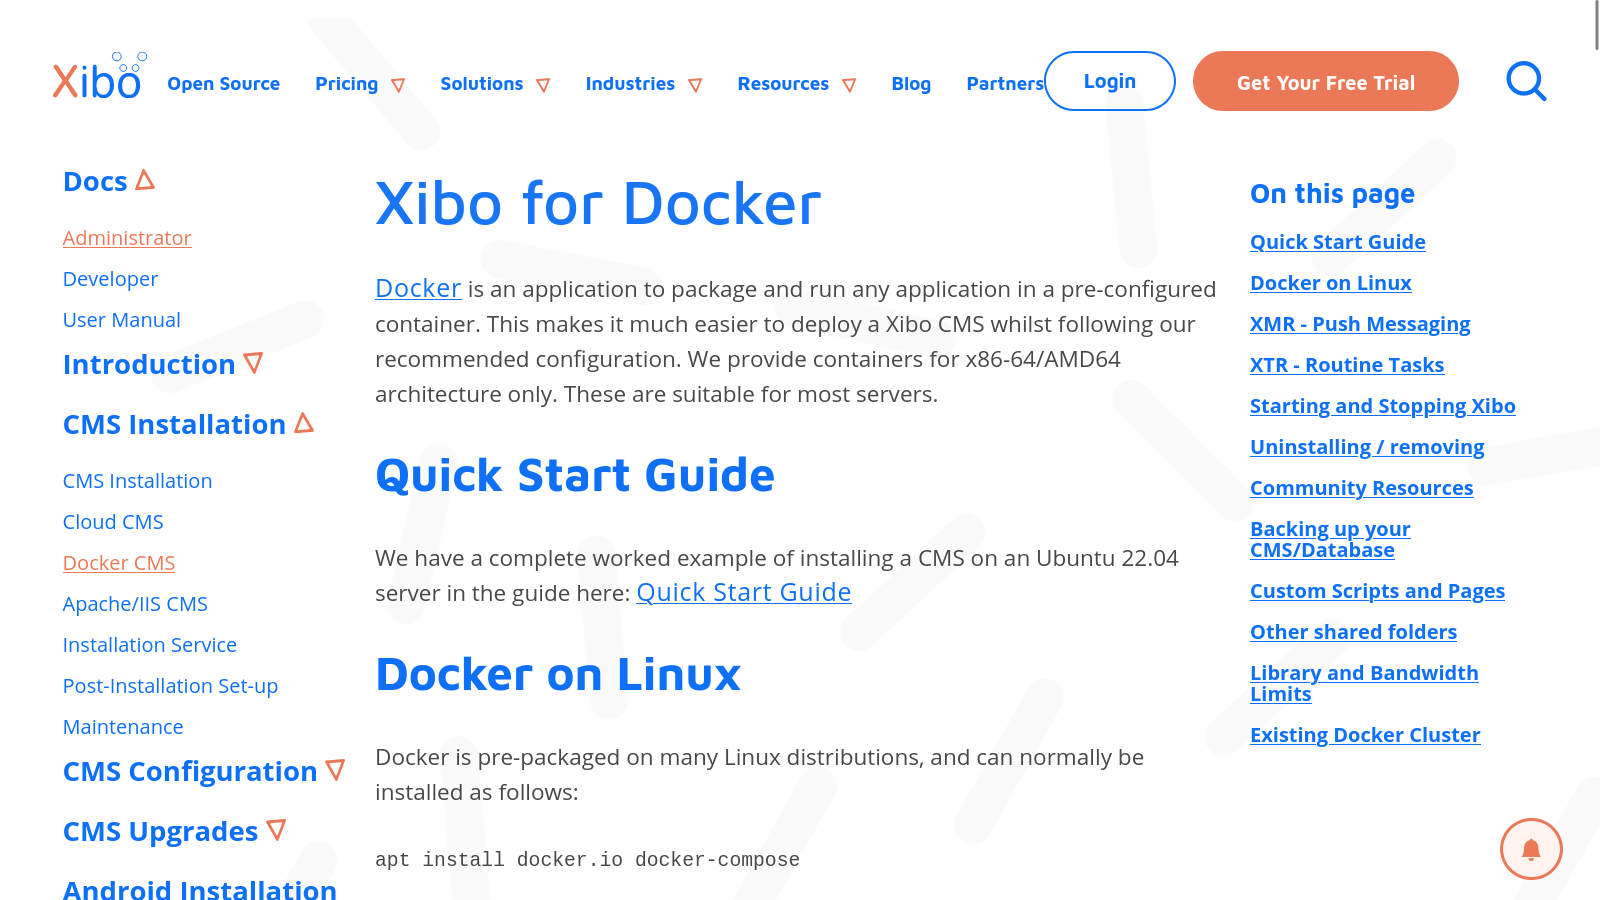 Xibo
Open Source
Pricing
Solutions
Industries
Resources
Blog
Partners
Login
Get Your Free Trial
Docs
Administrator
Developer
User Manual
Introduction
CMS Installation
CMS Installation
Cloud CMS
Docker CMS
Apache/IIS CMS
Installation Service
Post-Installation Set-up
Maintenance
CMS Configuration
CMS Upgrades
Android Installation
Xibo for Docker
Docker is an application to package and run any application in a pre-configured
container. This makes it much easier to deploy a Xibo CMS whilst following our
recommended configuration. We provide containers for x86-64/AMD64
architecture only. These are suitable for most servers.
Quick Start Guide
We have a complete worked example of installing a CMS on an Ubuntu 22.04
server in the guide here: Quick Start Guide
Docker on Linux
Docker is pre-packaged on many Linux distributions, and can normally be
installed as follows:
apt install docker.io docker-compose
On this page
Quick Start Guide
Docker on Linux
XMR - Push Messaging
XTR - Routine Tasks
Starting and Stopping Xibo
Uninstalling / removing
Community Resources
Backing up your
CMS/Database
Custom Scripts and Pages
Other shared folders
Library and Bandwidth
Limits
Existing Docker Cluster